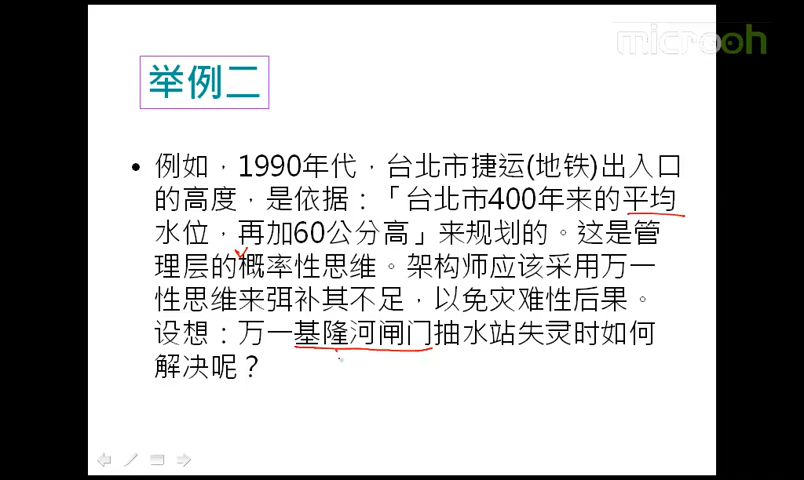 microoh
举例二
• 例如，1990年代，台北市捷运(地铁)出入口
的高度，是依据：「台北市400年来的平均
水位，再加60公分高」来规划的。这是管
理层的概率性思维。架构师应该采用万一
性思维来弭补其不足，以免灾难性后果。
设想：万一基隆河闸门抽水站失灵时如何
解决呢？